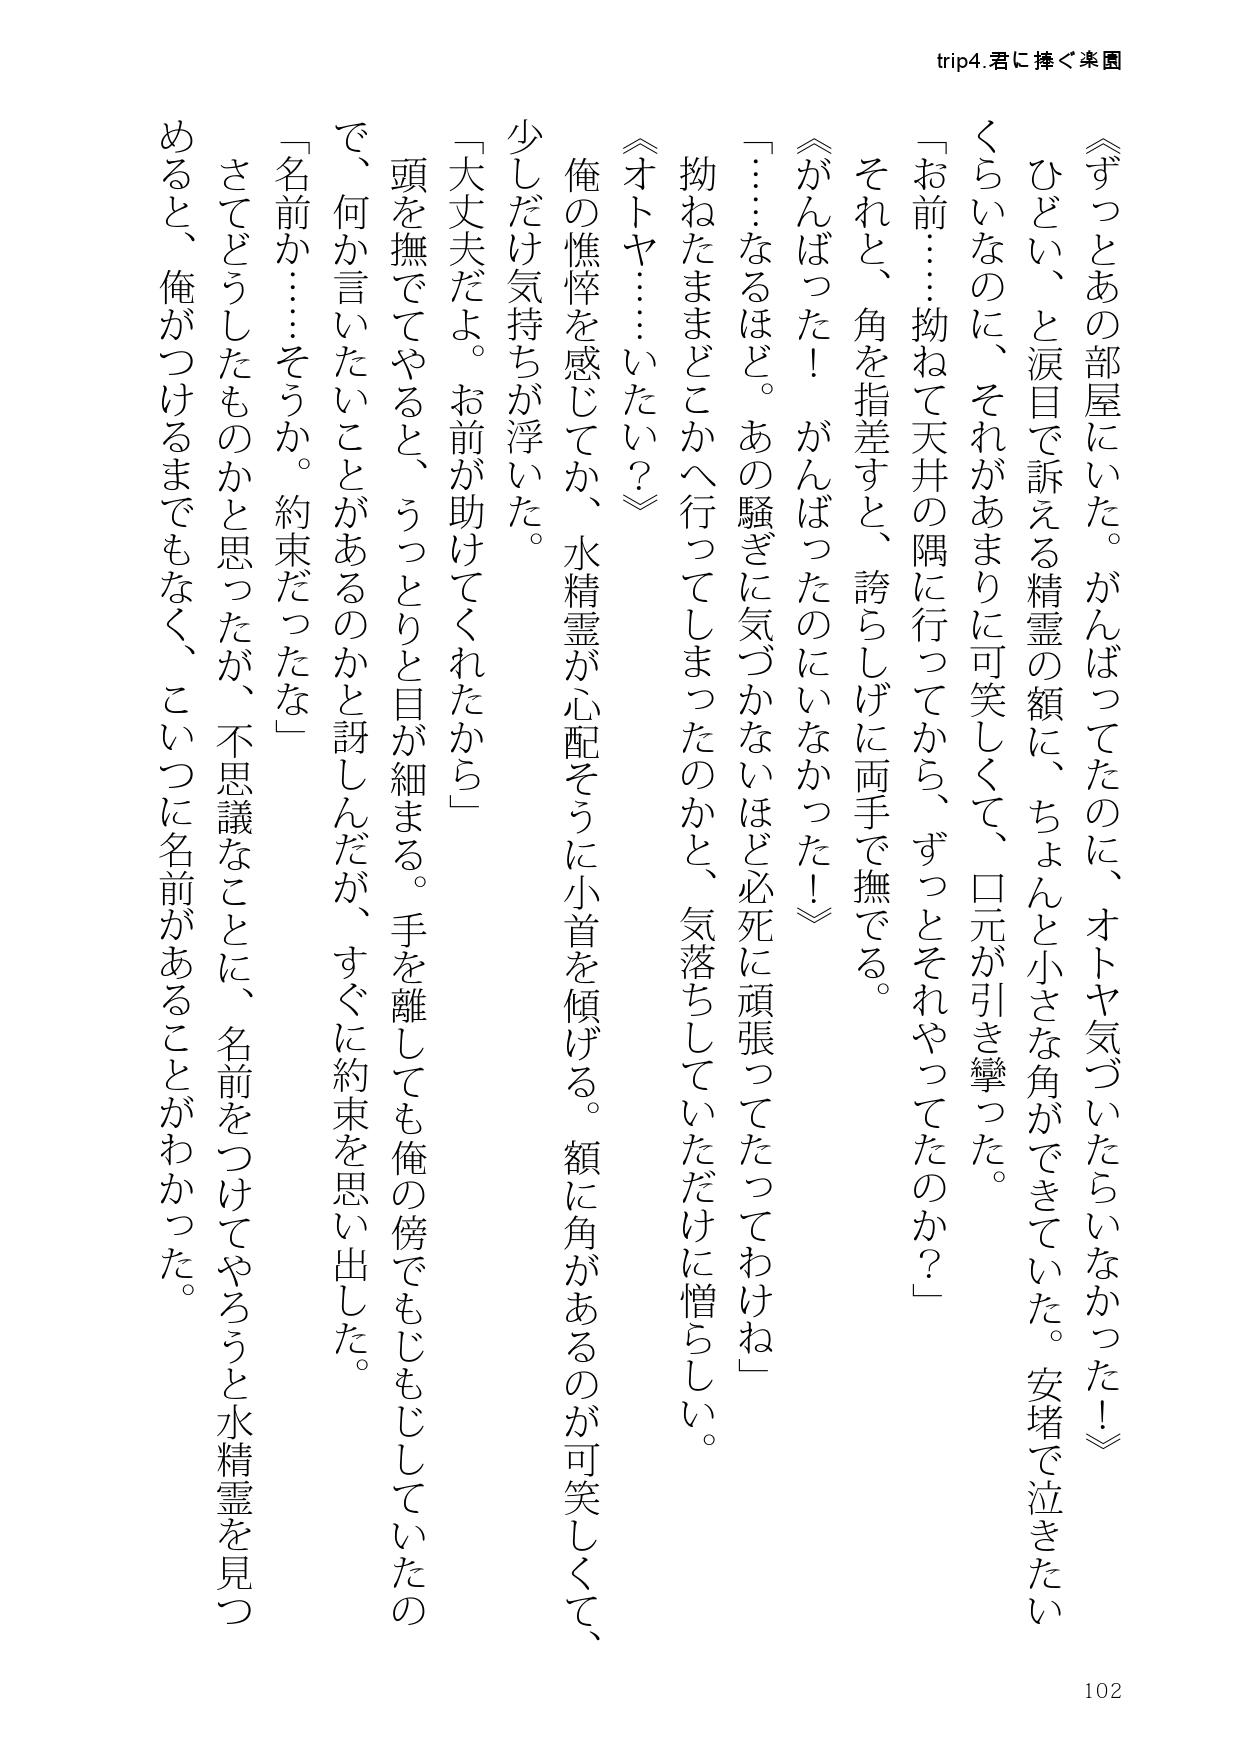 trip4.君に捧ぐ楽園
《ずっとあの部屋にいた。がんばってたのに、オトヤ気づいたらいなかった！》
ひどい、と涙目で訴える精霊の額に、ちょんと小さな角ができていた。安堵で泣きたい
くらいなのに、それがあまりに可笑しくて、口元が引き攣った。
「お前……拗ねて天井の隅に行ってから、ずっとそれやってたのか？」
それと、角を指差すと、誇らしげに両手で撫でる。
《がんばった！　がんばったのにいなかった！》
「……なるほど。あの騒ぎに気づかないほど必死に頑張ってたってわけね」
拗ねたままどこかへ行ってしまったのかと、気落ちしていただけに憎らしい。
《オトヤ……いたい？》
俺の憔悴を感じてか、水精霊が心配そうに小首を傾げる。額に角があるのが可笑しくて、
少しだけ気持ちが浮いた。
「大丈夫だよ。お前が助けてくれたから」
頭を撫でてやると、うっとりと目が細まる。手を離しても俺の傍でもじもじしていたの
で、何か言いたいことがあるのかと訝しんだが、すぐに約束を思い出した。
「名前か……そうか。約束だったな」
さてどうしたものかと思ったが、不思議なことに、名前をつけてやろうと水精霊を見つ
めると、俺がつけるまでもなく、こいつに名前があることがわかった。
102